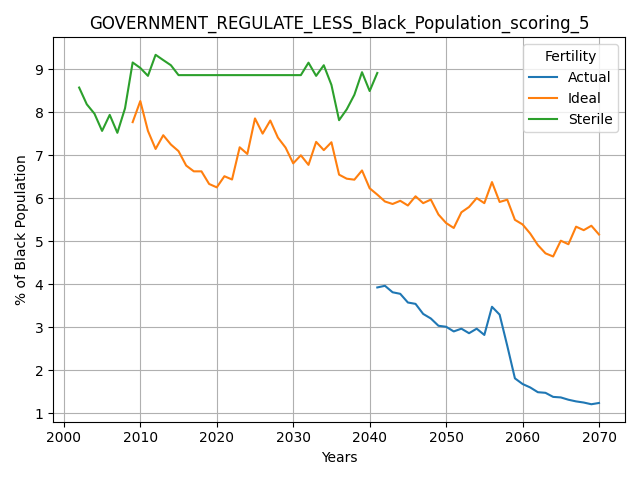 GOVERNMENT_REGULATE_LESS_Black_Population_scoring_5
Fertility
Actual
Ideal
Sterile
% of Black Population
9
8
7
6
5
4
3
2
1
2000 2010 2020 2030 2040 2050 2060 2070
Years